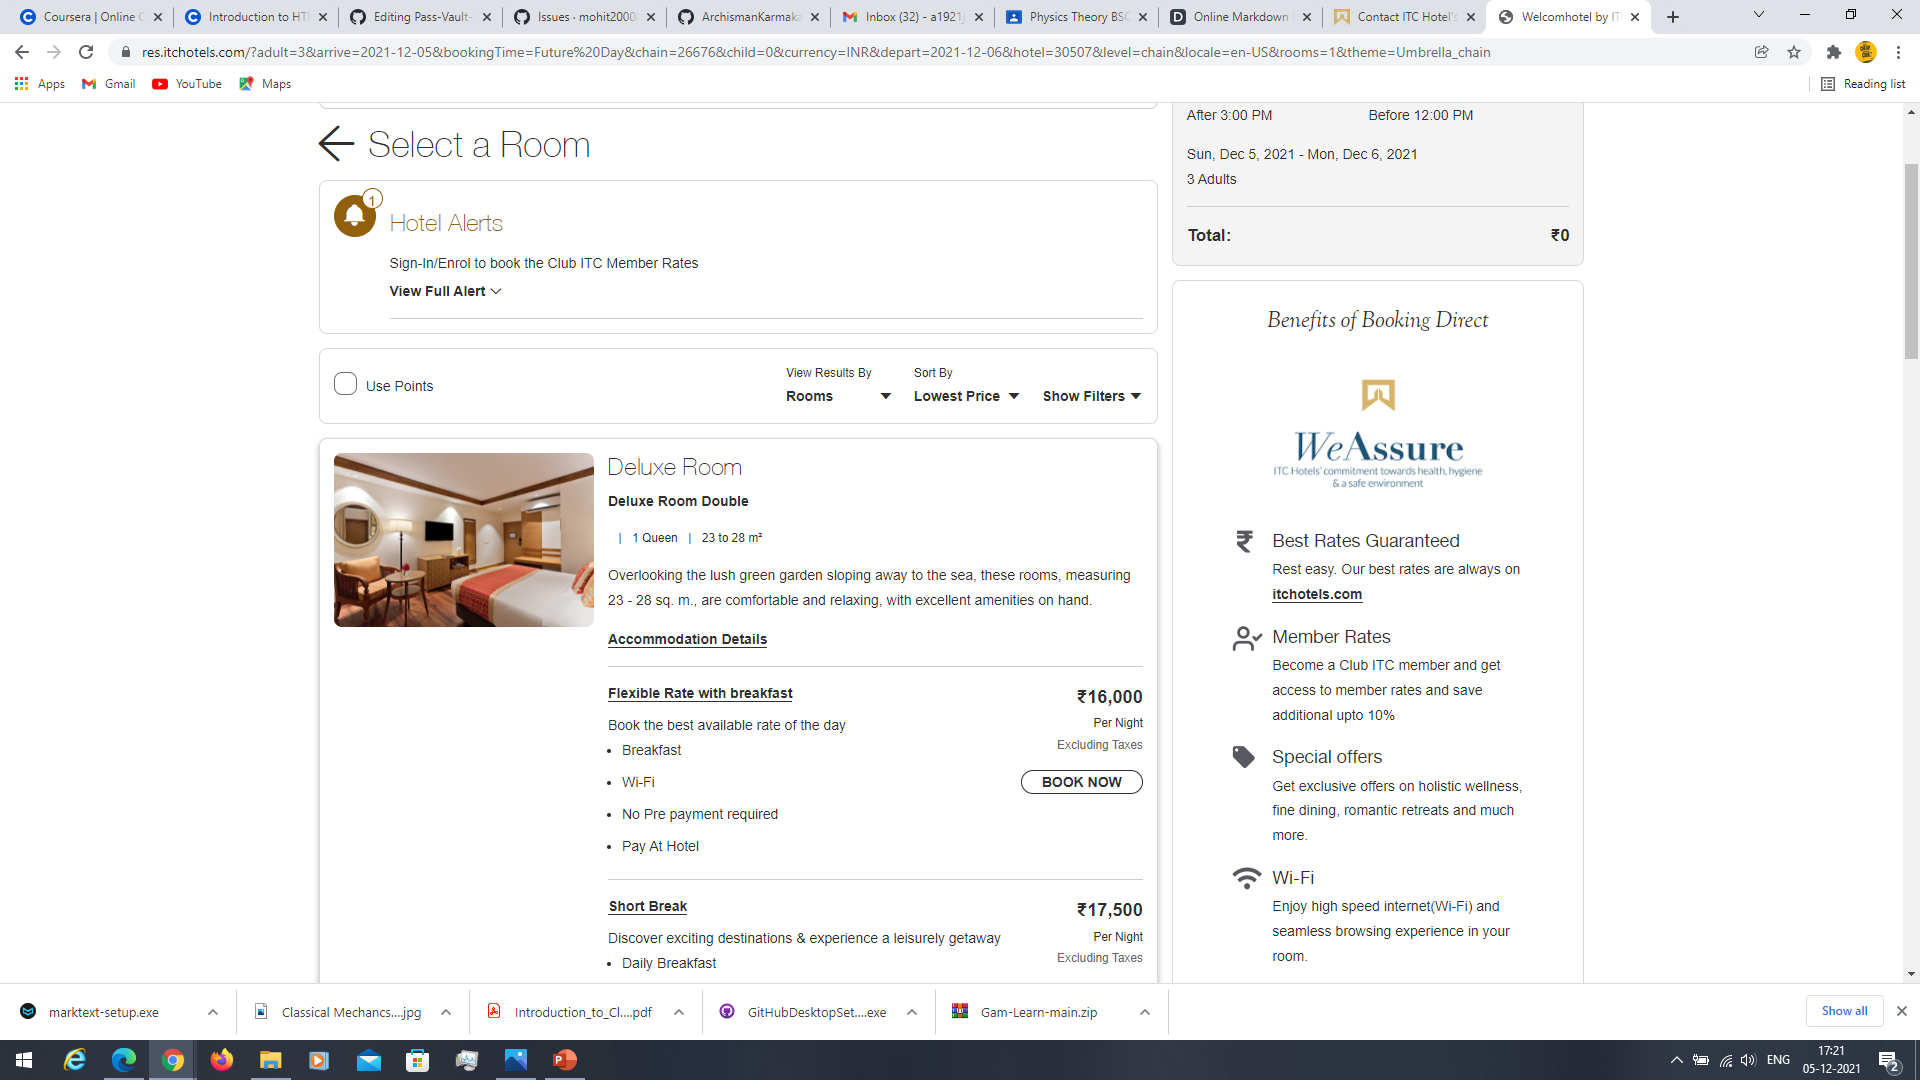 Coursera | Online C
Introduction to HT
Editing Pass-Vault-
Issues · mohit2000
ArchismanKarmaka
Inbox (32) - a1921
Physics Theory BSC
Online Markdown
Contact ITC Hotel's
Welcomhotel by IT
res.itchotels.com/?adult=3&arrive=2021-12-05&bookingTime=Future%20Day&chain=26676&child=0&currency=INR&depart=2021-12-06&hotel=30507&level=chain&locale=en-US&rooms=1&theme=Umbrella_chain
Apps
Gmail
YouTube
Maps
Reading list
After 3:00 PM
Before 12:00 PM
Sun, Dec 5, 2021 - Mon, Dec 6, 2021
3 Adults
Total:
₹0
Select a Room
1
Hotel Alerts
Sign-In/Enrol to book the Club ITC Member Rates
View Full Alert
Use Points
View Results By
Rooms
Sort By
Lowest Price
Show Filters
Deluxe Room
Deluxe Room Double
| 1 Queen | 23 to 28 m²
Overlooking the lush green garden sloping away to the sea, these rooms, measuring
23 - 28 sq. m., are comfortable and relaxing, with excellent amenities on hand.
Accommodation Details
Flexible Rate with breakfast
₹16,000
Per Night
Excluding Taxes
Book the best available rate of the day
• Breakfast
• Wi-Fi
• No Pre payment required
• Pay At Hotel
BOOK NOW
Short Break
₹17,500
Per Night
Excluding Taxes
Discover exciting destinations & experience a leisurely getaway
• Daily Breakfast
Benefits of Booking Direct
WeAssure
ITC Hotels' commitment towards health, hygiene
& a safe environment
Best Rates Guaranteed
Rest easy. Our best rates are always on
itchotels.com
Member Rates
Become a Club ITC member and get
access to member rates and save
additional upto 10%
Special offers
Get exclusive offers on holistic wellness,
fine dining, romantic retreats and much
more.
Wi-Fi
Enjoy high speed internet(Wi-Fi) and
seamless browsing experience in your
room.
marktext-setup.exe
Classical Mechancs....jpg
Introduction_to_Cl....pdf
GitHubDesktopSet....exe
Gam-Learn-main.zip
Show all
ENG
17:21
05-12-2021
2